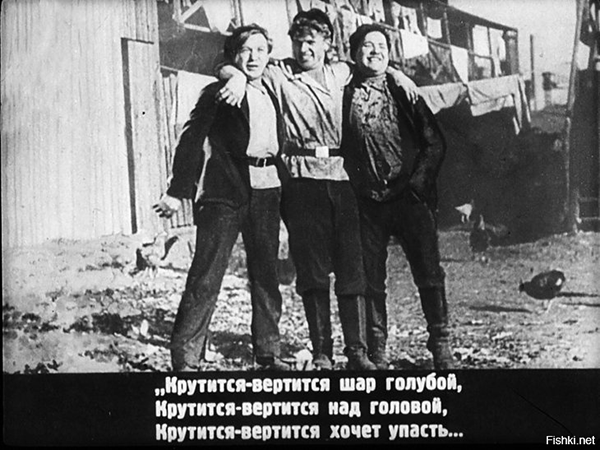 „Крутится-вертится шар голубой,
Крутится-вертится над головой,
Крутится-вертится хочет упасть...
Fishki.net